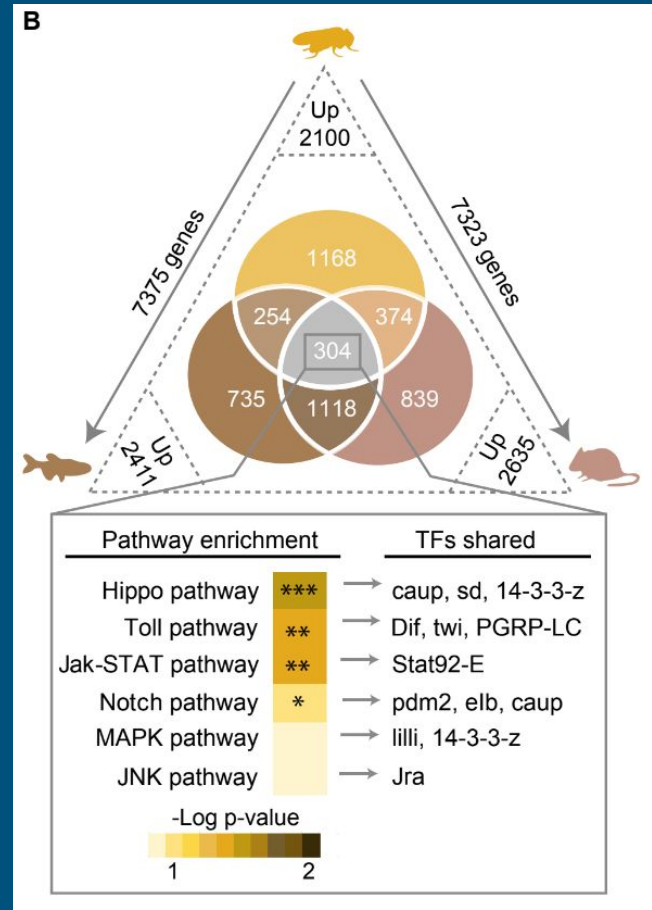 B
Up
2100
7375 genes
7323 genes
1168
254
374
304
735
1118
839
Up
2411
Up
2635
Pathway enrichment
TFs shared
Hippo pathway *** caup, sd, 14-3-3-z
Toll pathway ** Dif, twi, PGRP-LC
Jak-STAT pathway ** Stat92-E
Notch pathway * pdm2, elb, caup
MAPK pathway lilli, 14-3-3-z
JNK pathway Jra
-Log p-value
1 2